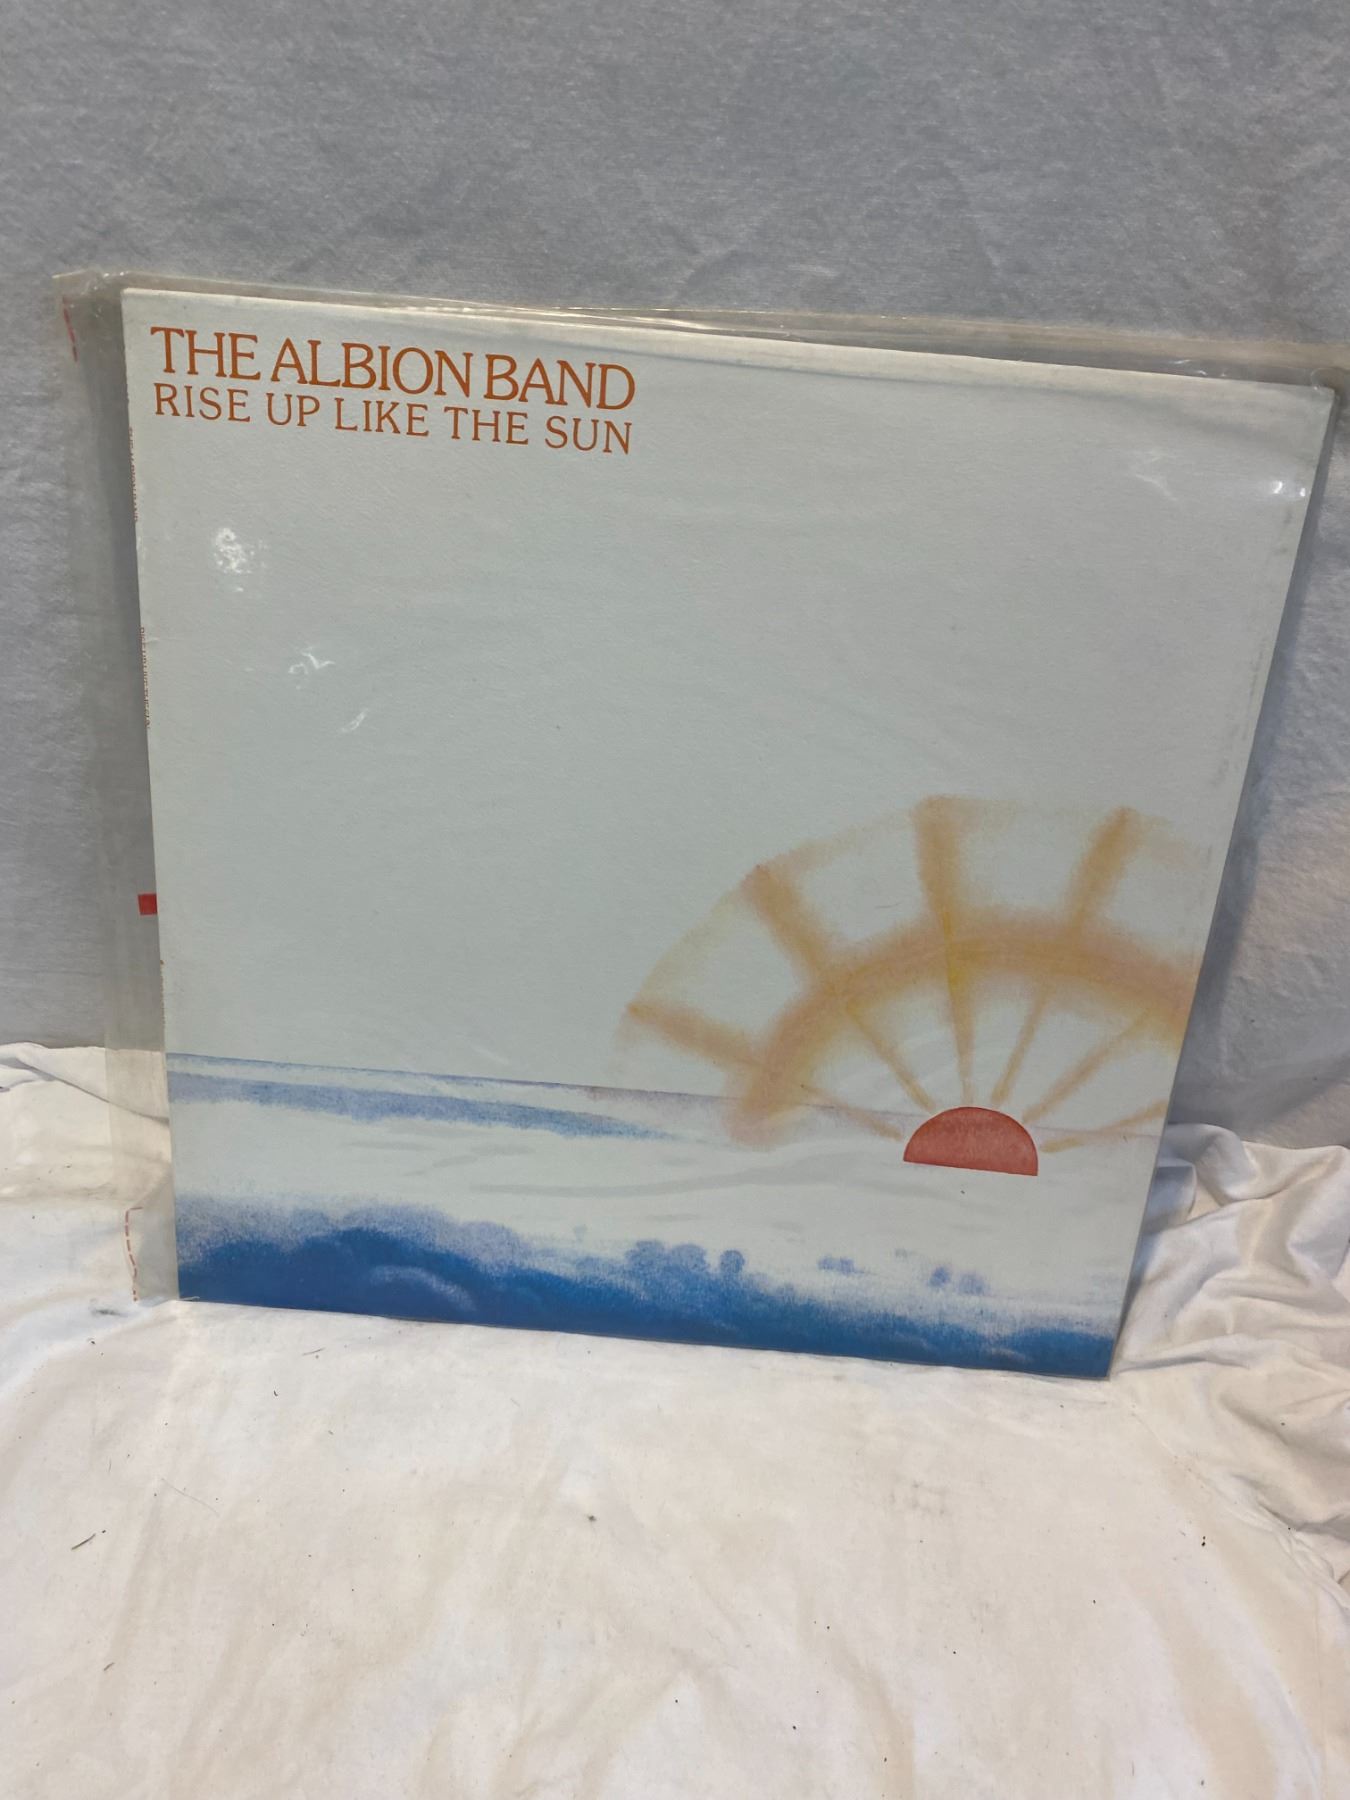 THE ALBION BAND
RISE UP LIKE THE SUN